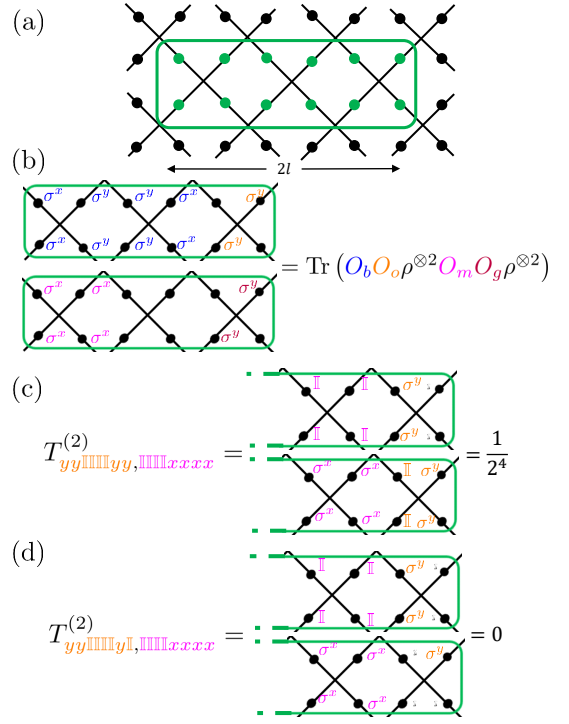 (a)
2l
(b)
σ^x σ^y σ^y σ^x σ^y
σ^x σ^y σ^y σ^x σ^y
= Tr (O_b O_o ρ^{⊗2} O_m O_g ρ^{⊗2})
σ^x σ^x σ^y
σ^x σ^x σ^y
(c)
𝕀 𝕀 σ^y
𝕀 𝕀 σ^y
T^{(2)}_{yy𝕀𝕀𝕀𝕀yy,𝕀𝕀𝕀𝕀xxxx} = = 1/2^4
σ^x σ^x 𝕀 σ^y
σ^x σ^x 𝕀 σ^y
(d)
𝕀 𝕀 σ^y
𝕀 𝕀 σ^y
T^{(2)}_{yy𝕀𝕀𝕀𝕀y𝕀,𝕀𝕀𝕀𝕀xxxx} = = 0
σ^x σ^x σ^y
σ^x σ^x